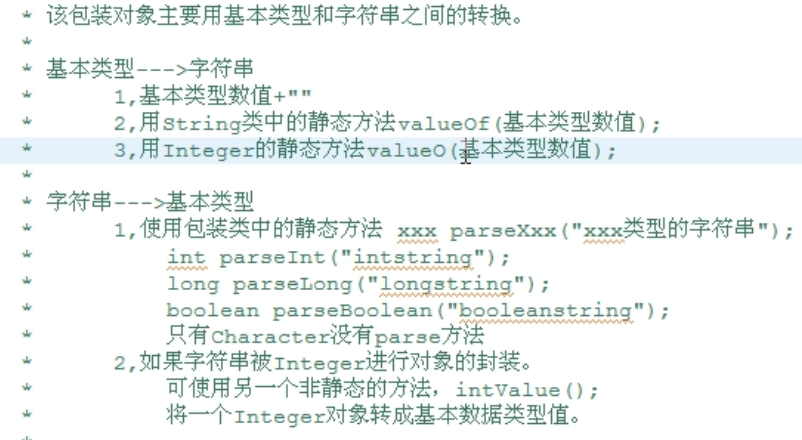 * 该包装对象主要用基本类型和字符串之间的转换。
*
* 基本类型--->字符串
* 1,基本类型数值+""
* 2,用String类中的静态方法valueOf(基本类型数值);
* 3,用Integer的静态方法valueO(基本类型数值);
*
* 字符串--->基本类型
* 1,使用包装类中的静态方法 xxx parseXxx("xxx类型的字符串");
* int parseInt("intstring");
* long parseLong("longstring");
* boolean parseBoolean("booleanstring");
* 只有Character没有parse方法
* 2,如果字符串被Integer进行对象的封装。
* 可使用另一个非静态的方法，intValue();
* 将一个Integer对象转成基本数据类型值。
*